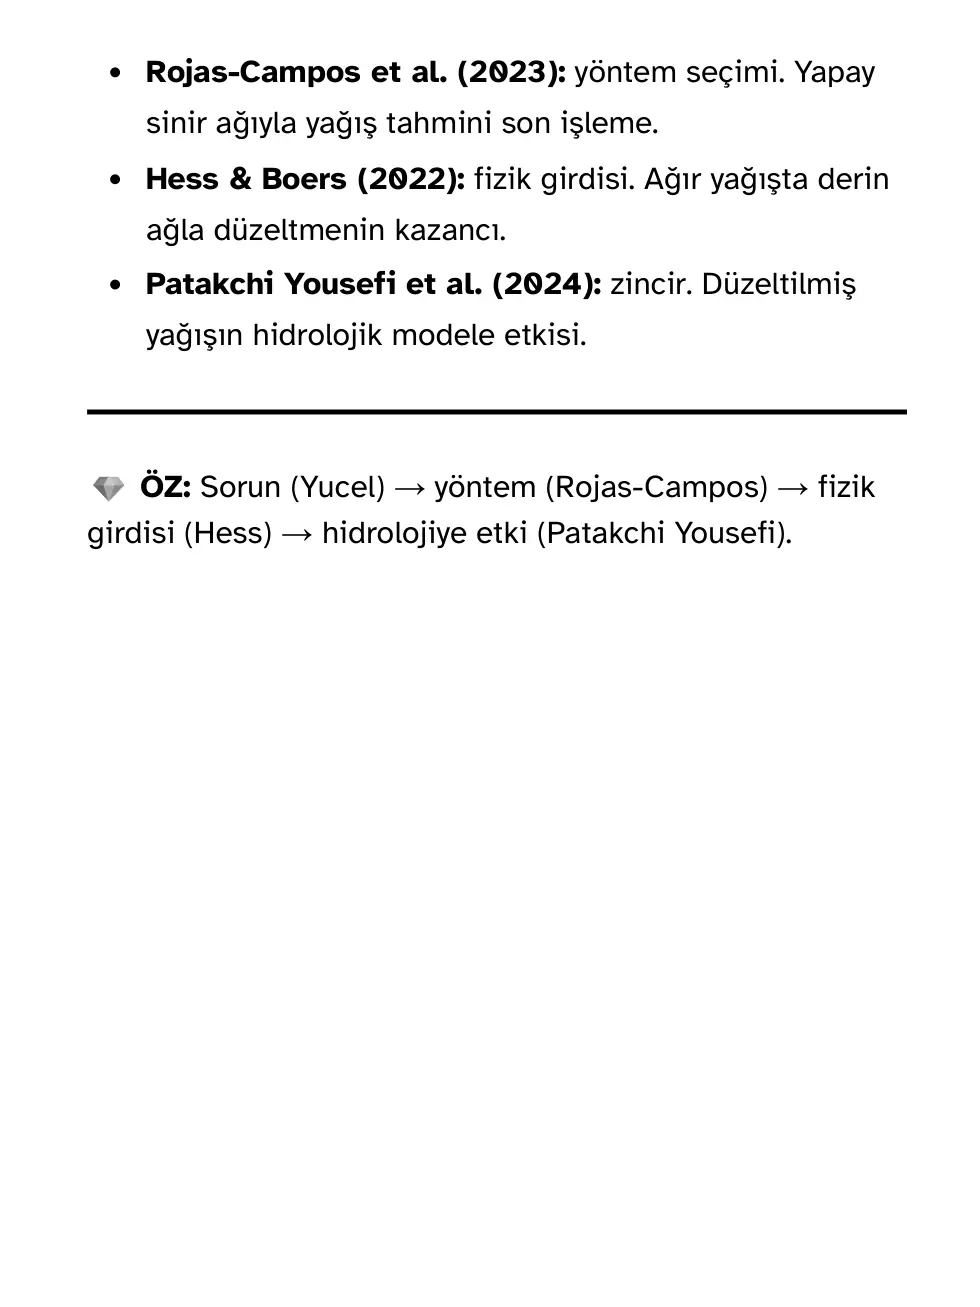 • Rojas-Campos et al. (2023): yöntem seçimi. Yapay
sinir ağıyla yağış tahmini son işleme.
• Hess & Boers (2022): fizik girdisi. Ağır yağışta derin
ağla düzeltmenin kazancı.
• Patakchi Yousefi et al. (2024): zincir. Düzeltilmiş
yağışın hidrolojik modele etkisi.
ÖZ: Sorun (Yucel) → yöntem (Rojas-Campos) → fizik
girdisi (Hess) → hidrolojiye etki (Patakchi Yousefi).